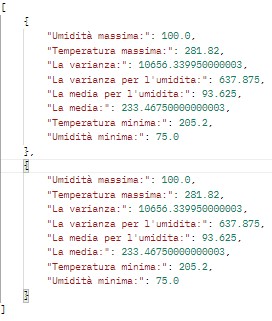 [
{
"Umidità massima:": 100.0,
"Temperatura massima:": 281.82,
"La varianza:": 10656.339950000003,
"La varianza per l'umidita:": 637.875,
"La media per l'umidita:": 93.625,
"La media:": 233.46750000000003,
"Temperatura minima:": 205.2,
"Umidità minima:": 75.0
},
{
"Umidità massima:": 100.0,
"Temperatura massima:": 281.82,
"La varianza:": 10656.339950000003,
"La varianza per l'umidita:": 637.875,
"La media per l'umidita:": 93.625,
"La media:": 233.46750000000003,
"Temperatura minima:": 205.2,
"Umidità minima:": 75.0
}
]